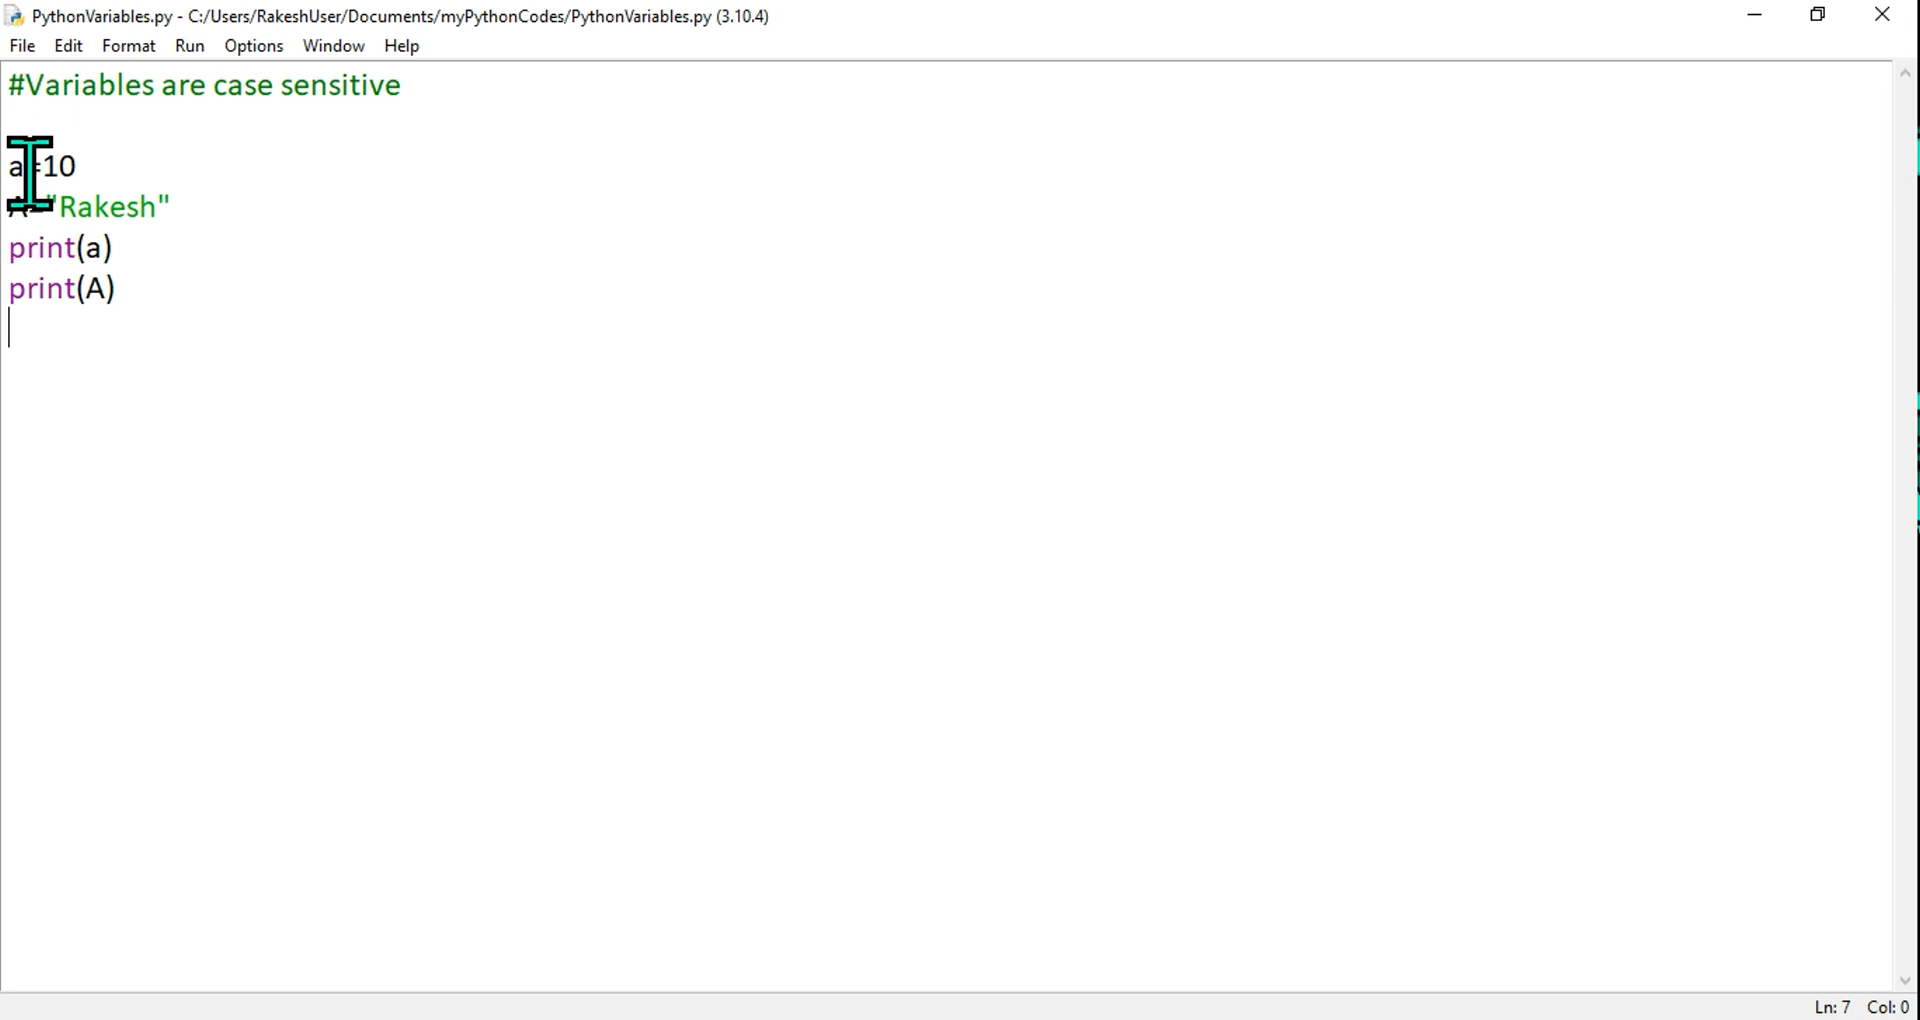 PythonVariables.py - C:/Users/RakeshUser/Documents/myPythonCodes/PythonVariables.py (3.10.4)
File Edit Format Run Options Window Help
#Variables are case sensitive
a=10
A="Rakesh"
print(a)
print(A)
Ln: 7 Col: 0